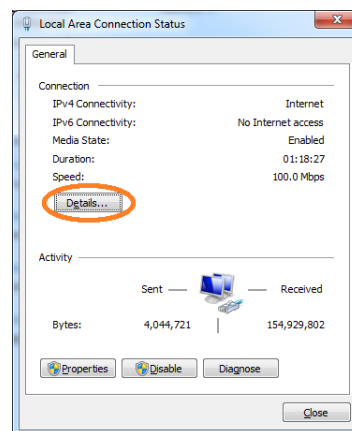 Local Area Connection Status
General
Connection
IPv4 Connectivity: Internet
IPv6 Connectivity: No Internet access
Media State: Enabled
Duration: 01:18:27
Speed: 100.0 Mbps
Details...
Activity
Sent Received
Bytes: 4,044,721 154,929,802
Properties Disable Diagnose
Close